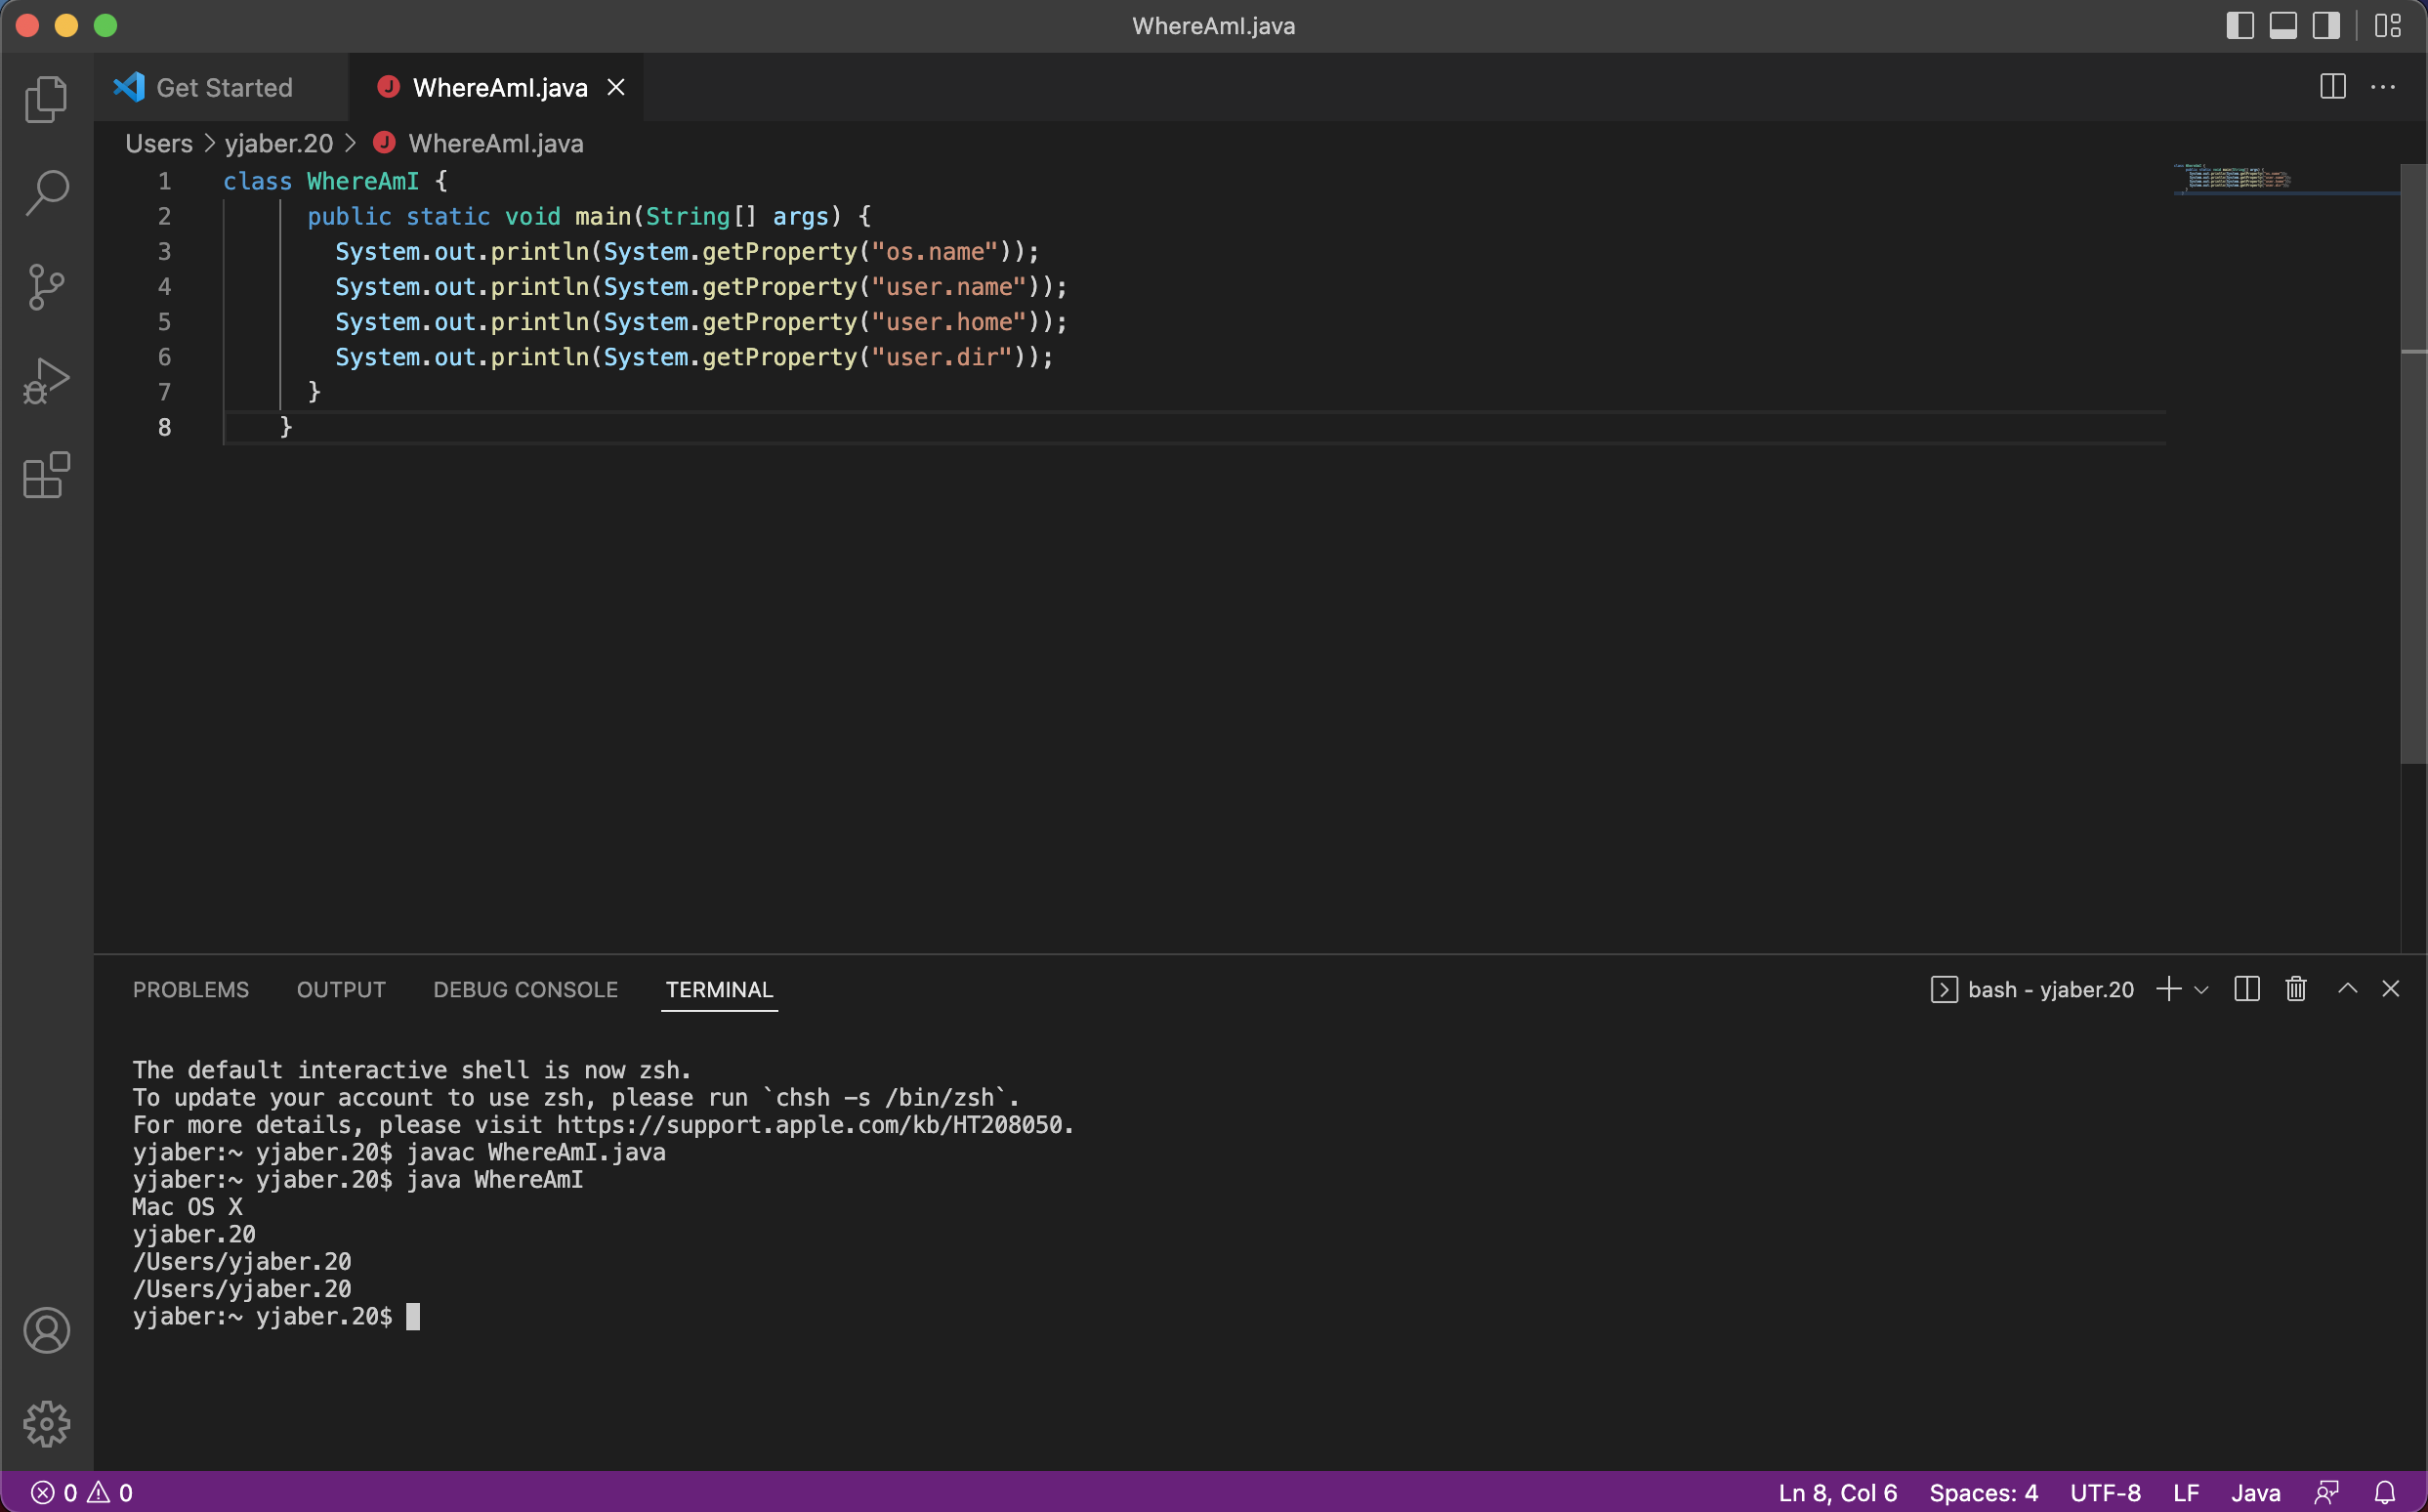 WhereAmI.java
Get Started
WhereAmI.java
Users > yjaber.20 > WhereAmI.java
1 class WhereAmI {
2 public static void main(String[] args) {
3 System.out.println(System.getProperty("os.name"));
4 System.out.println(System.getProperty("user.name"));
5 System.out.println(System.getProperty("user.home"));
6 System.out.println(System.getProperty("user.dir"));
7 }
8 }
PROBLEMS OUTPUT DEBUG CONSOLE TERMINAL
bash - yjaber.20
The default interactive shell is now zsh.
To update your account to use zsh, please run `chsh -s /bin/zsh`.
For more details, please visit https://support.apple.com/kb/HT208050.
yjaber:~ yjaber.20$ javac WhereAmI.java
yjaber:~ yjaber.20$ java WhereAmI
Mac OS X
yjaber.20
/Users/yjaber.20
/Users/yjaber.20
yjaber:~ yjaber.20$
0 0
Ln 8, Col 6 Spaces: 4 UTF-8 LF Java